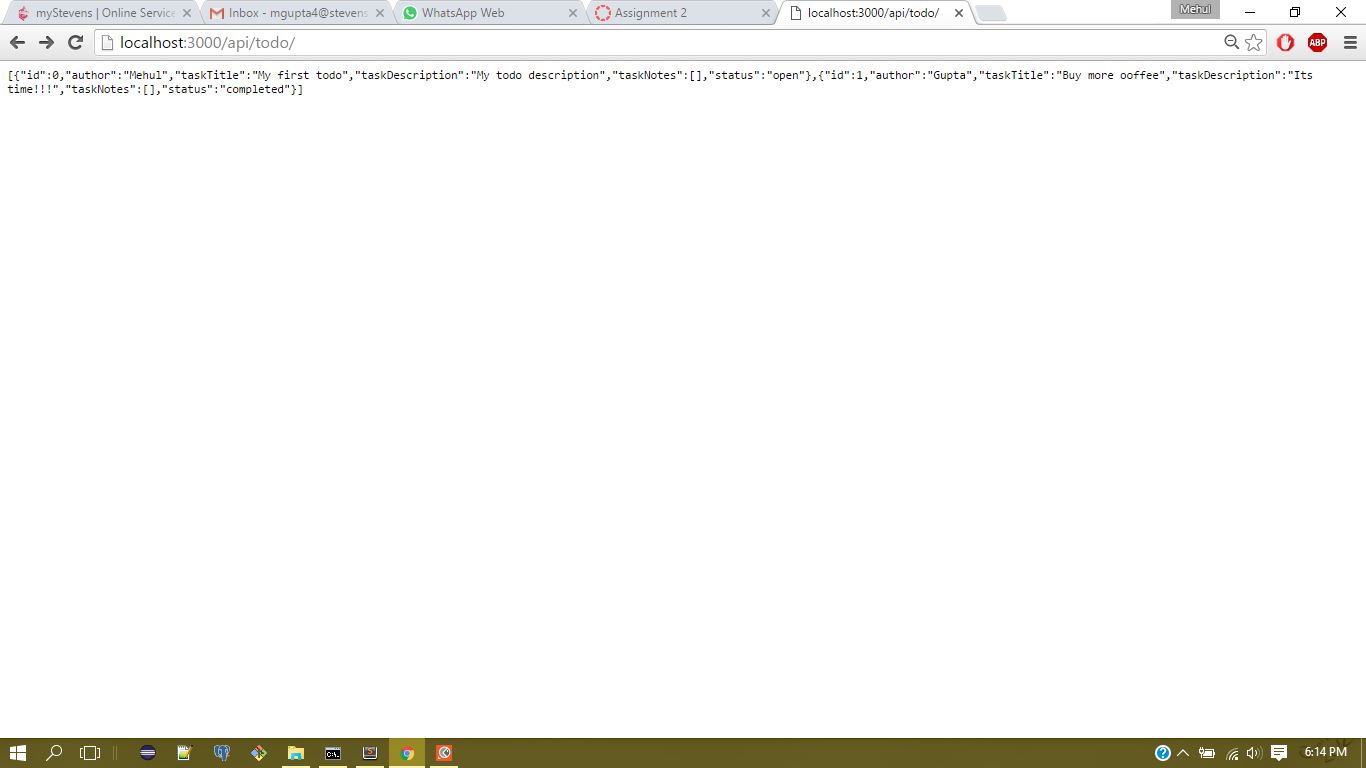 myStevens | Online Service
Inbox - mgupta4@stevens
WhatsApp Web
Assignment 2
localhost:3000/api/todo/
Mehul
localhost:3000/api/todo/
ABP
[{"id":0,"author":"Mehul","taskTitle":"My first todo","taskDescription":"My todo description","taskNotes":[],"status":"open"},{"id":1,"author":"Gupta","taskTitle":"Buy more ooffee","taskDescription":"Its
time!!!","taskNotes":[],"status":"completed"}]
6:14 PM